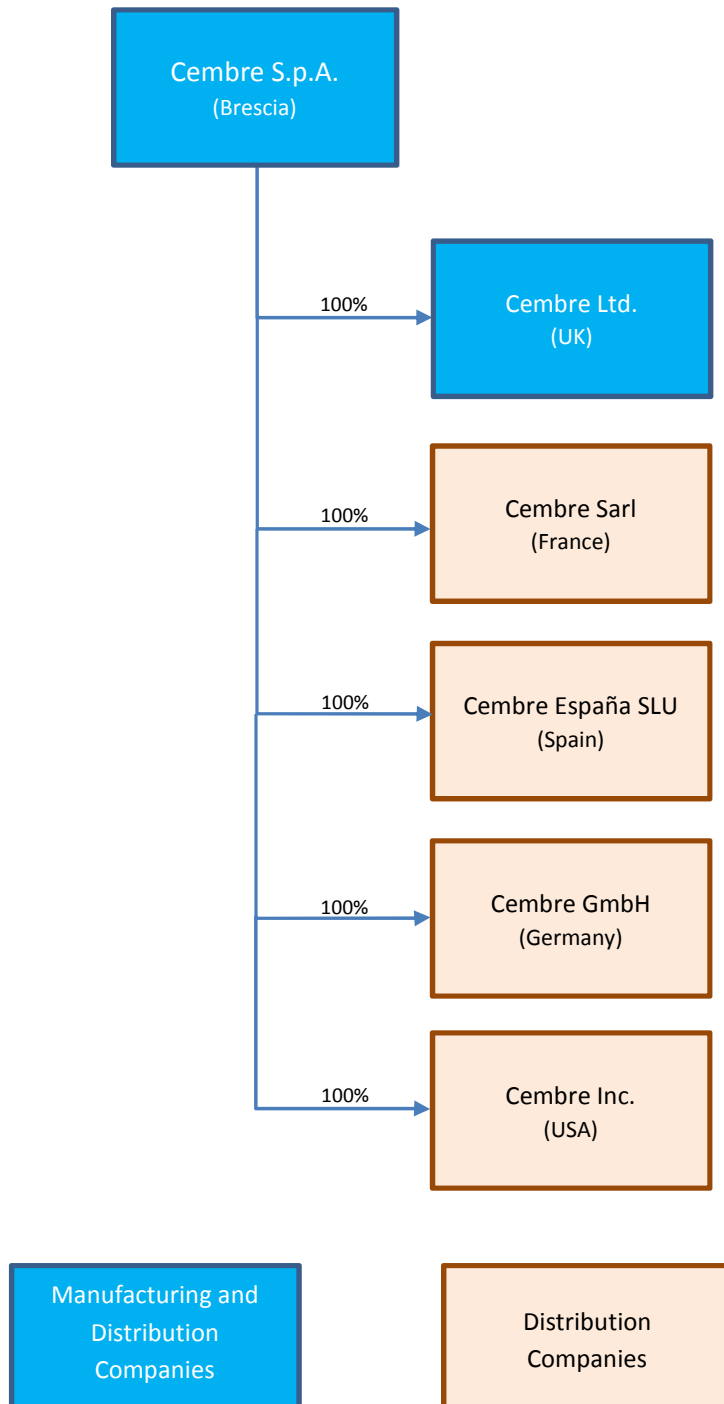 Cembre S.p.A.
(Brescia)
100%
Cembre Ltd.
(UK)
100%
Cembre Sarl
(France)
100%
Cembre España SLU
(Spain)
100%
Cembre GmbH
(Germany)
100%
Cembre Inc.
(USA)
Manufacturing and
Distribution
Companies
Distribution
Companies